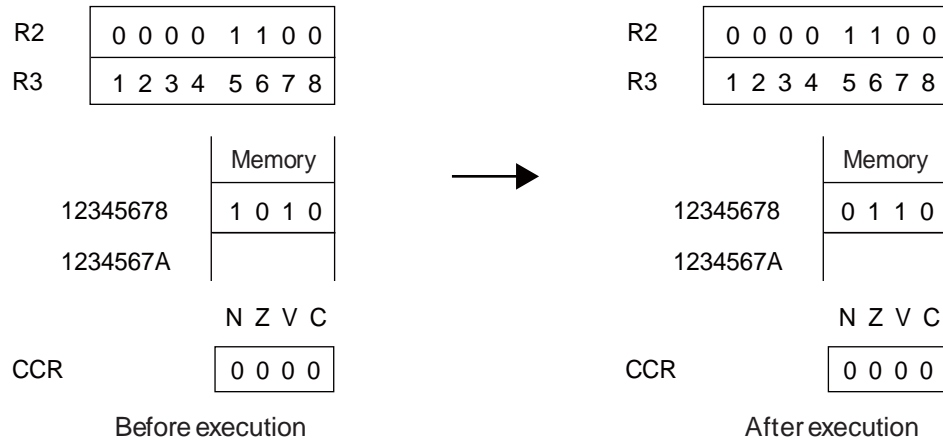 R2 0 0 0 0 1 1 0 0 R2 0 0 0 0 1 1 0 0
R3 1 2 3 4 5 6 7 8 R3 1 2 3 4 5 6 7 8
Memory Memory
12345678 1 0 1 0 12345678 0 1 1 0
1234567A 1234567A
N Z V C N Z V C
CCR 0 0 0 0 CCR 0 0 0 0
Before execution After execution